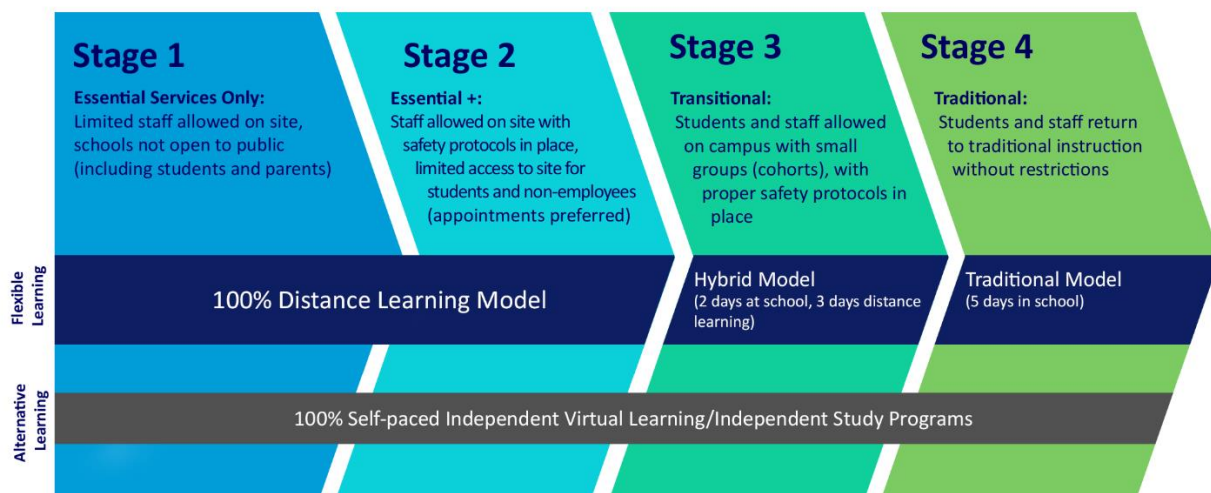 Stage 1
Essential Services Only:
Limited staff allowed on site,
schools not open to public
(including students and parents)
Stage 2
Essential +:
Staff allowed on site with
safety protocols in place,
limited access to site for
students and non-employees
(appointments preferred)
Stage 3
Transitional:
Students and staff allowed
on campus with small
groups (cohorts), with
proper safety protocols in
place
Stage 4
Traditional:
Students and staff return
to traditional instruction
without restrictions
Flexible
Learning
100% Distance Learning Model
Hybrid Model
(2 days at school, 3 days distance
learning)
Traditional Model
(5 days in school)
Alternative
Learning
100% Self-paced Independent Virtual Learning/Independent Study Programs